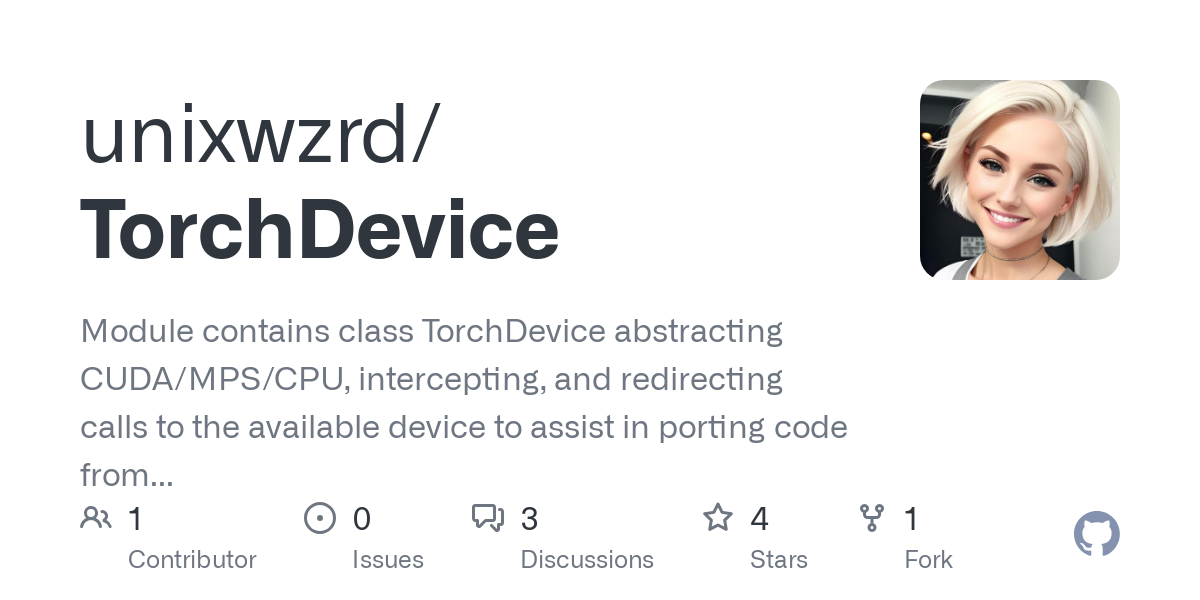 unixwzrd/
TorchDevice
Module contains class TorchDevice abstracting
CUDA/MPS/CPU, intercepting, and redirecting
calls to the available device to assist in porting code
from...
1 0 3 4 1
Contributor Issues Discussions Stars Fork